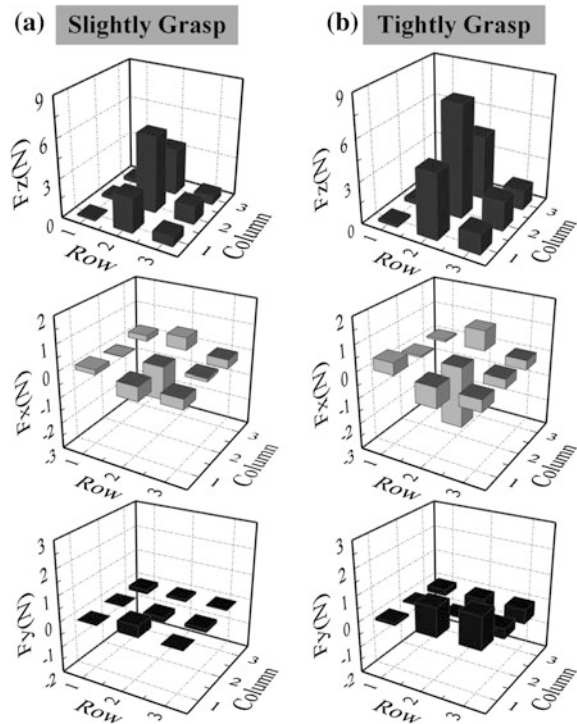 (a) Slightly Grasp (b) Tightly Grasp
Fz(N) 9 6 3 0 Row 1 2 3 Column 1 2 3
Fz(N) 9 6 3 0 Row 1 2 3 Column 1 2 3
Fx(N) 2 1 0 -1 -2 -3 Row 1 2 3 Column 1 2 3
Fx(N) 2 1 0 -1 -2 -3 Row 1 2 3 Column 1 2 3
Fy(N) 3 2 1 0 -1 -2 Row 1 2 3 Column 1 2 3
Fy(N) 3 2 1 0 -1 -2 Row 1 2 3 Column 1 2 3